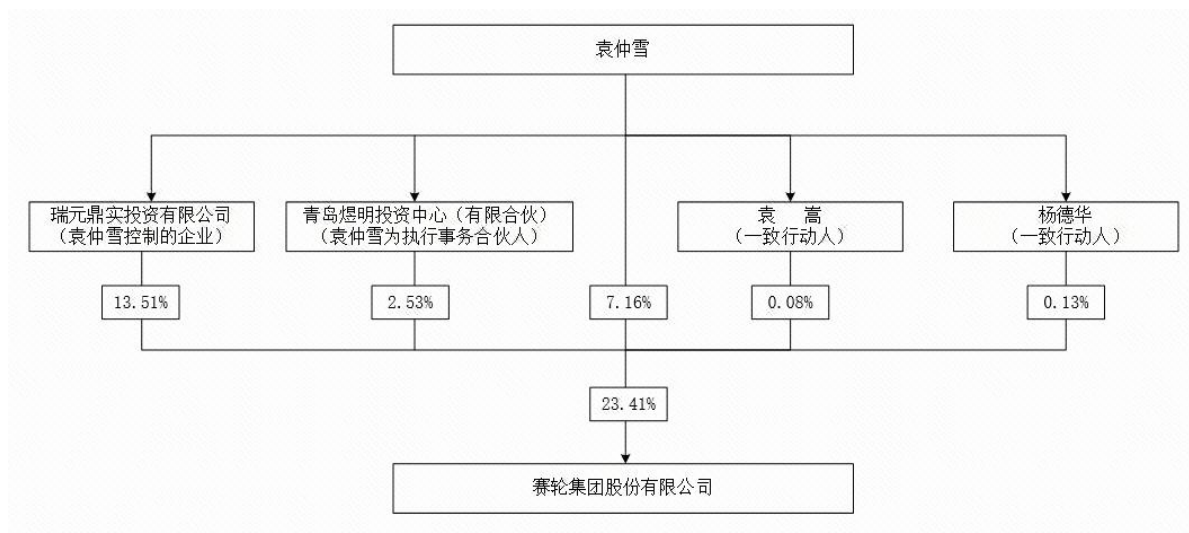 袁仲雪
瑞元鼎实投资有限公司
（袁仲雪控制的企业）
青岛煜明投资中心（有限合伙）
（袁仲雪为执行事务合伙人）
袁　嵩
（一致行动人）
杨德华
（一致行动人）
13.51%
2.53%
7.16%
0.08%
0.13%
23.41%
赛轮集团股份有限公司